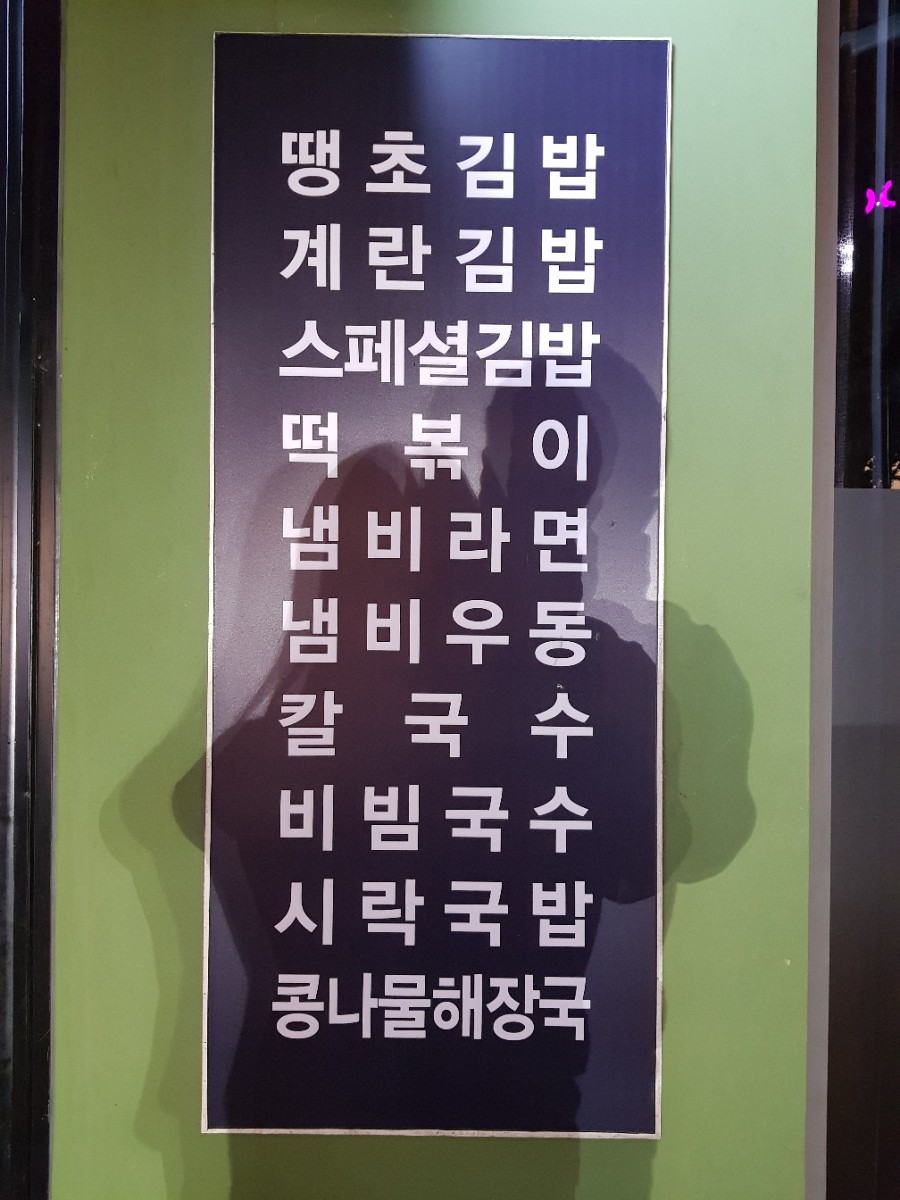 땡초김밥
계란김밥
스페셜김밥
떡볶이
냄비라면
냄비우동
칼국수
비빔국수
시락국밥
콩나물해장국